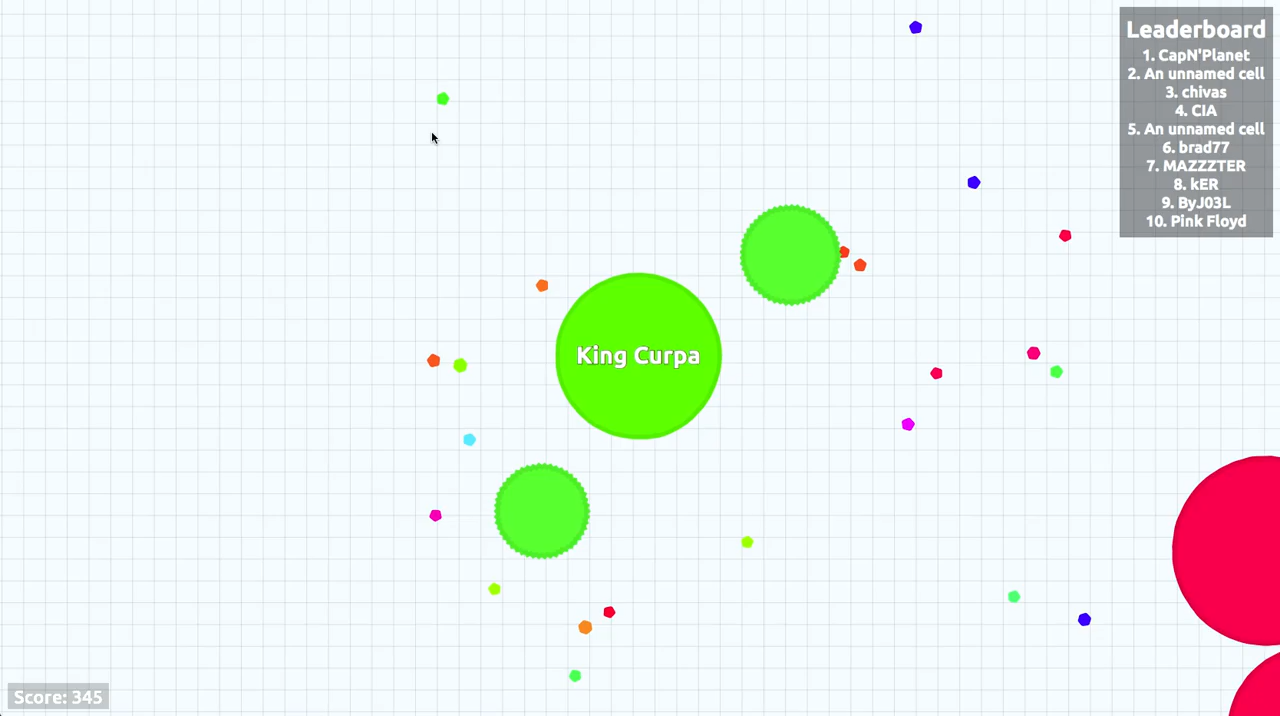 Leaderboard
1. CapN'Planet
2. An unnamed cell
3. chivas
4. CIA
5. An unnamed cell
6. brad77
7. MAZZZTER
8. kER
9. ByJ03L
10. Pink Floyd
King Curpa
Score: 345